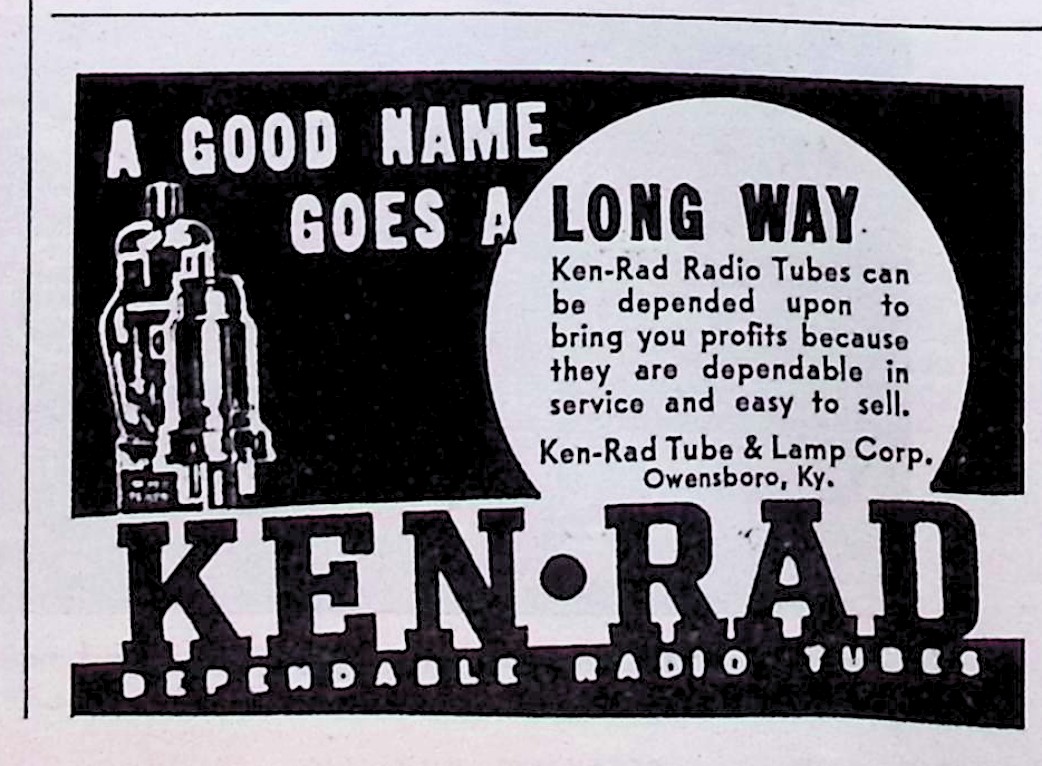 A GOOD NAME
GOES A LONG WAY
Ken-Rad Radio Tubes can
be depended upon to
bring you profits because
they are dependable in
service and easy to sell.
Ken-Rad Tube & Lamp Corp.
Owensboro, Ky.
KEN•RAD
DEPENDABLE RADIO TUBES